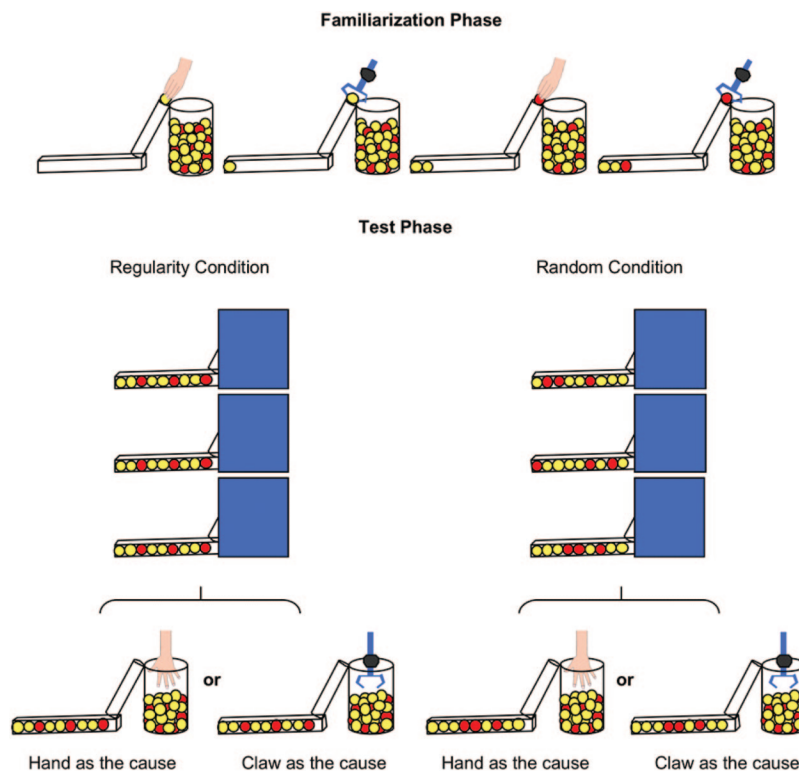 Familiarization Phase
Test Phase
Regularity Condition
Random Condition
or
or
Hand as the cause
Claw as the cause
Hand as the cause
Claw as the cause